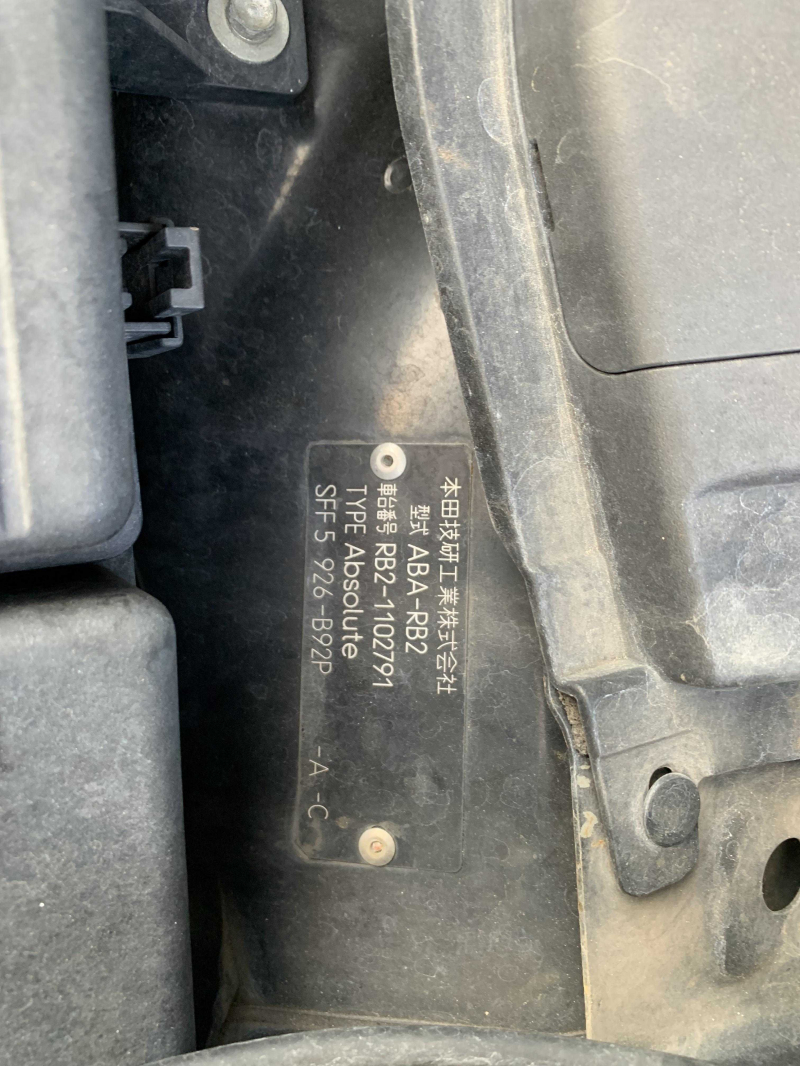 本田技研工業株式会社
型式 ABA-RB2
車台番号 RB2-1102791
TYPE Absolute
SFF 5 926-B92P -A -C